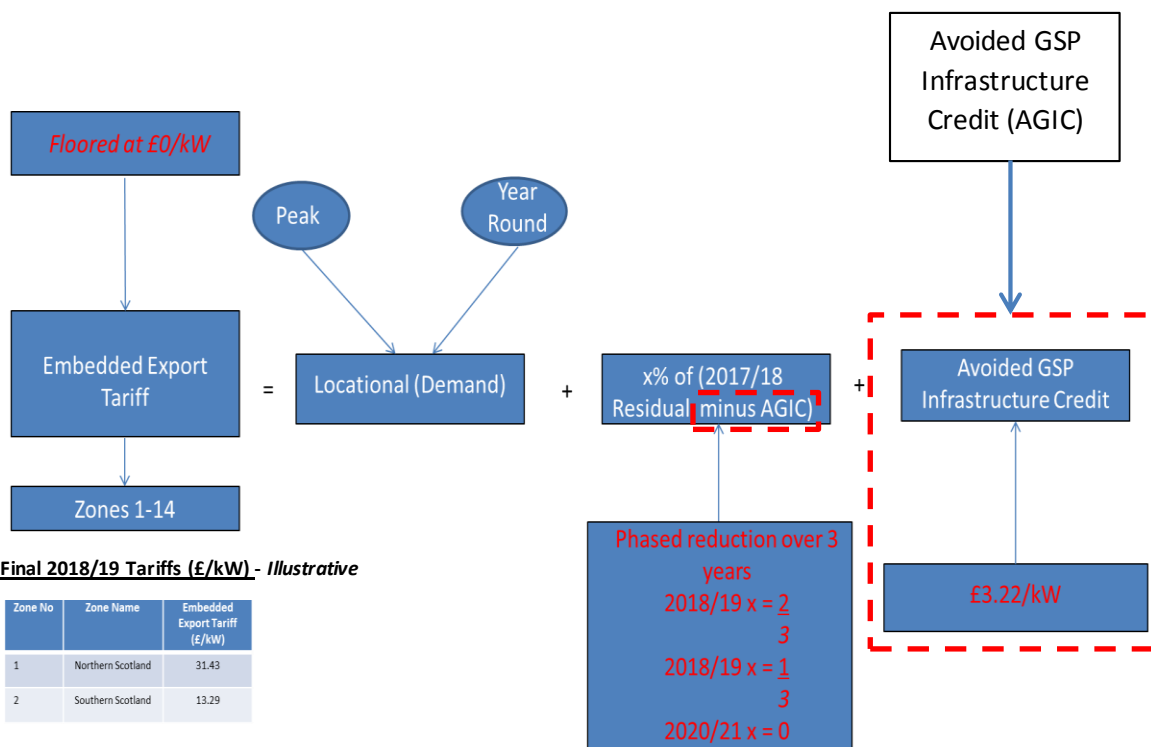 Avoided GSP
Infrastructure
Credit (AGIC)
Floored at £0/kW
Peak
Year
Round
Embedded Export
Tariff
=
Locational (Demand)
+
x% of (2017/18
Residual minus AGIC)
+
Avoided GSP
Infrastructure Credit
Zones 1-14
Phased reduction over 3
years
2018/19 x = 2
3
2018/19 x = 1
3
2020/21 x = 0
£3.22/kW
Final 2018/19 Tariffs (£/kW) - Illustrative
Zone No Zone Name Embedded
Export Tariff
(£/kW)
1 Northern Scotland 31.43
2 Southern Scotland 13.29